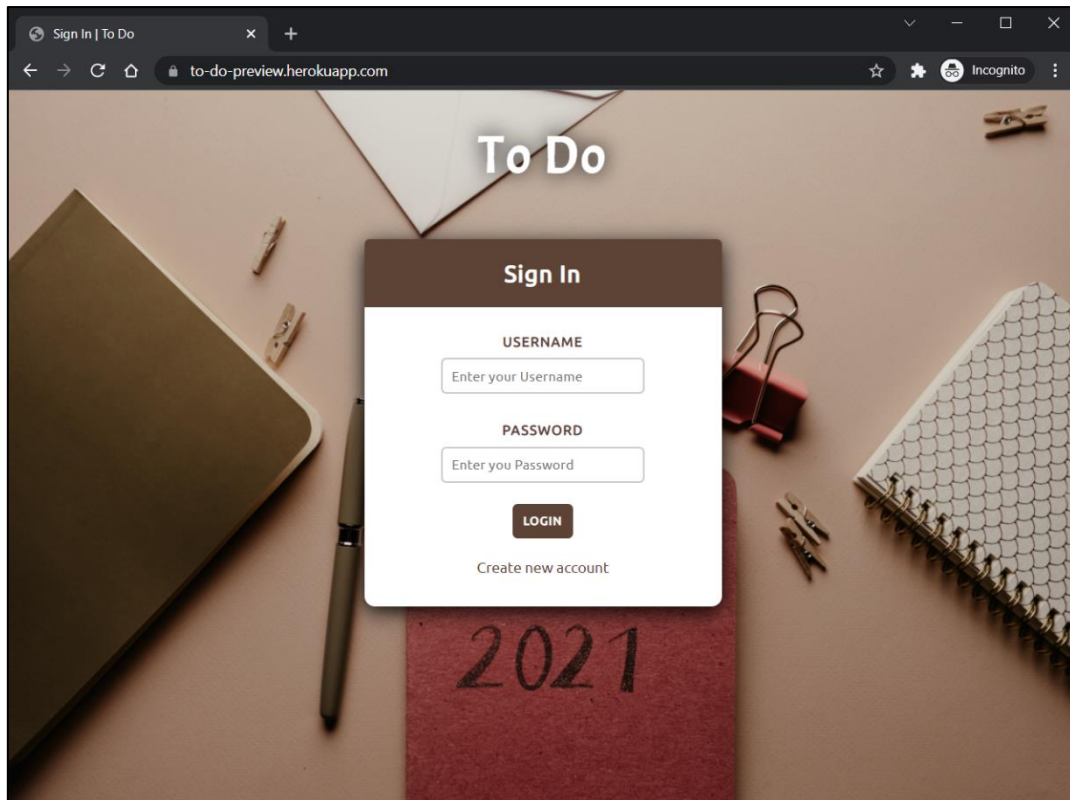 Sign In | To Do
to-do-preview.herokuapp.com
Incognito
To Do
Sign In
USERNAME
Enter your Username
PASSWORD
Enter you Password
LOGIN
Create new account
2021